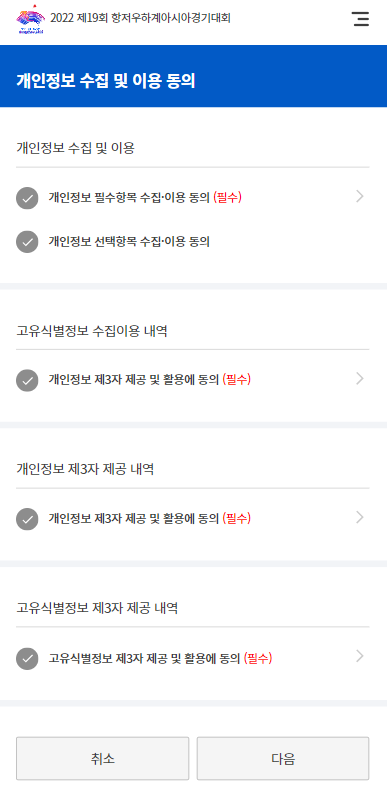 2022 제19회 항저우하계아시아경기대회
개인정보 수집 및 이용 동의
개인정보 수집 및 이용
개인정보 필수항목 수집·이용 동의 (필수)
개인정보 선택항목 수집·이용 동의
고유식별정보 수집이용 내역
개인정보 제3자 제공 및 활용에 동의 (필수)
개인정보 제3자 제공 내역
개인정보 제3자 제공 및 활용에 동의 (필수)
고유식별정보 제3자 제공 내역
고유식별정보 제3자 제공 및 활용에 동의 (필수)
취소
다음